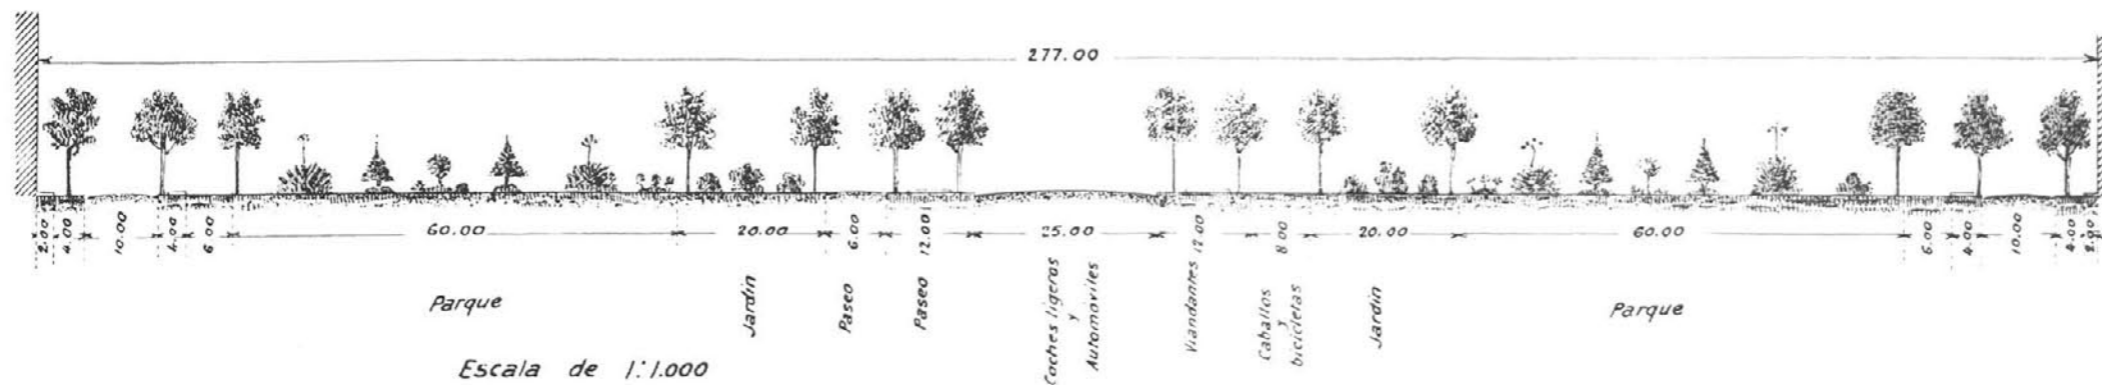 277.00
2.00 4.00 10.00 4.00 6.00 60.00 20.00 6.00 12.00 25.00 12.00 8.00 20.00 60.00 6.00 4.00 10.00 4.00 2.00
Parque
Jardin
Paseo
Paseo
Coches ligeros
y
Automoviles
Viandantes
Caballos
y
bicicletas
Jardin
Parque
Escala de 1:1.000